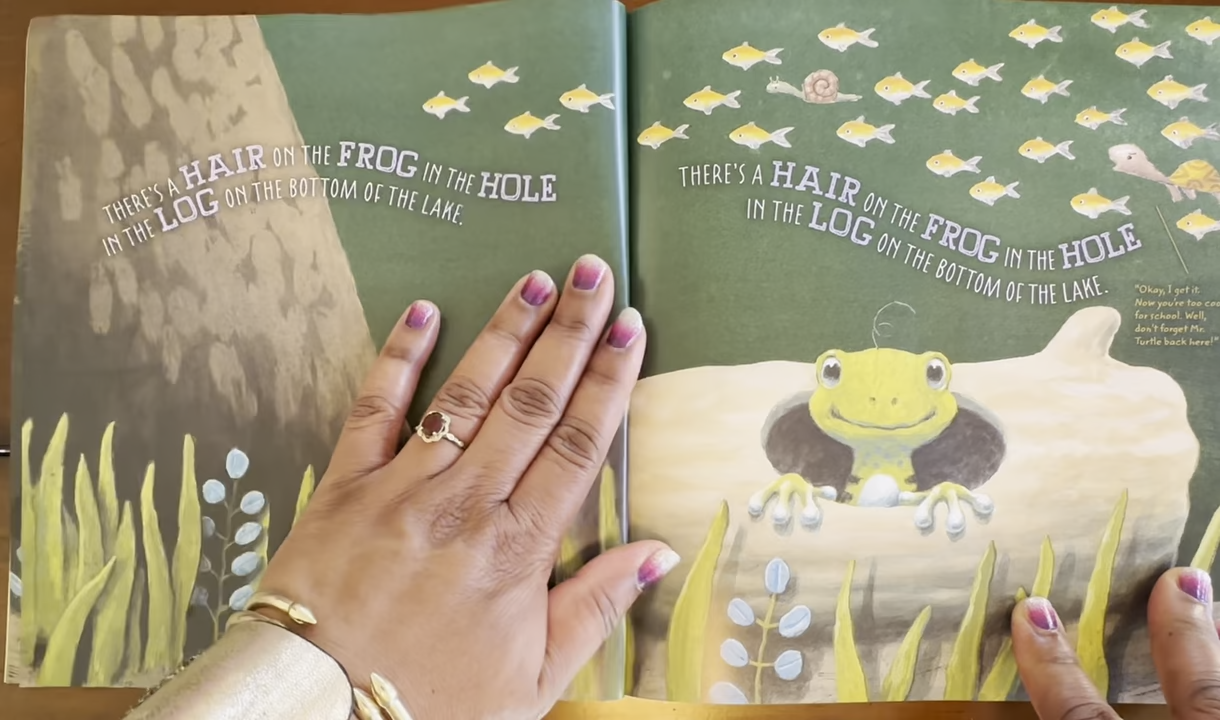 THERE'S A HAIR ON THE FROG IN THE HOLE
IN THE LOG ON THE BOTTOM OF THE LAKE.
THERE'S A HAIR ON THE FROG IN THE HOLE
IN THE LOG ON THE BOTTOM OF THE LAKE.
"Okay, I get it.
Now you're too
for school. Well,
don't forget Mr.
Turtle back here!"